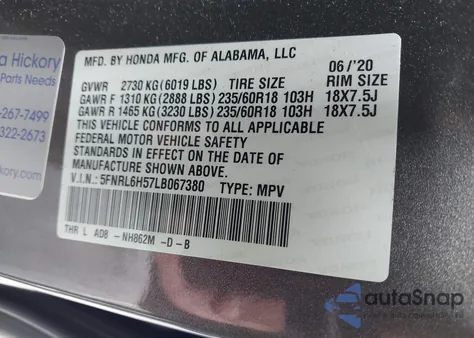 a Hickory
Parts Needs
-267-7499
322-2673
ckory.com
MFD. BY HONDA MFG. OF ALABAMA, LLC
06/'20
GVWR 2730 KG(6019 LBS) TIRE SIZE RIM SIZE
GAWR F 1310 KG(2888 LBS) 235/60R18 103H 18X7.5J
GAWR R 1465 KG(3230 LBS) 235/60R18 103H 18X7.5J
THIS VEHICLE CONFORMS TO ALL APPLICABLE
FEDERAL MOTOR VEHICLE SAFETY
STANDARDS IN EFFECT ON THE DATE OF
MANUFACTURE SHOWN ABOVE.
V.I.N.: 5FNRL6H57LB067380 TYPE: MPV
THR L AD8 -NH862M -D-B
autoSnap